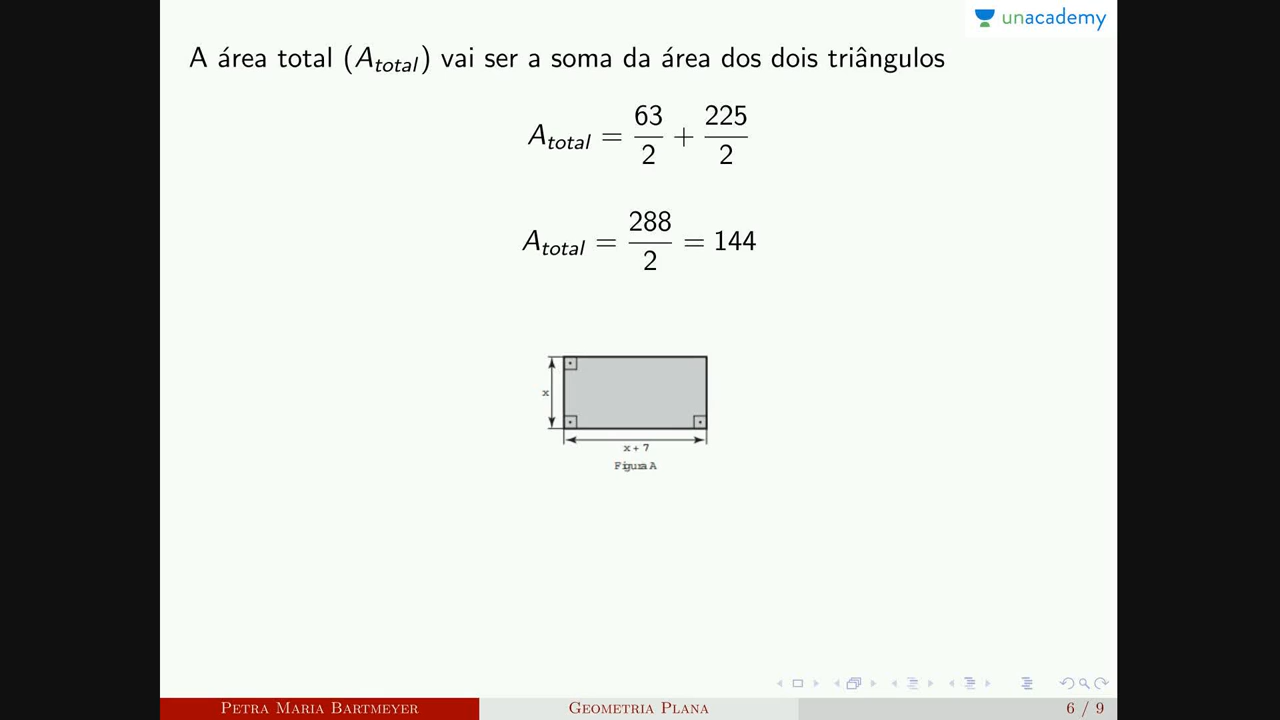 unacademy
A área total (A_total) vai ser a soma da área dos dois triângulos
A_total = 63/2 + 225/2
A_total = 288/2 = 144
x
x + 7
Figura A
Petra Maria Bartmeyer
Geometria Plana
6 / 9